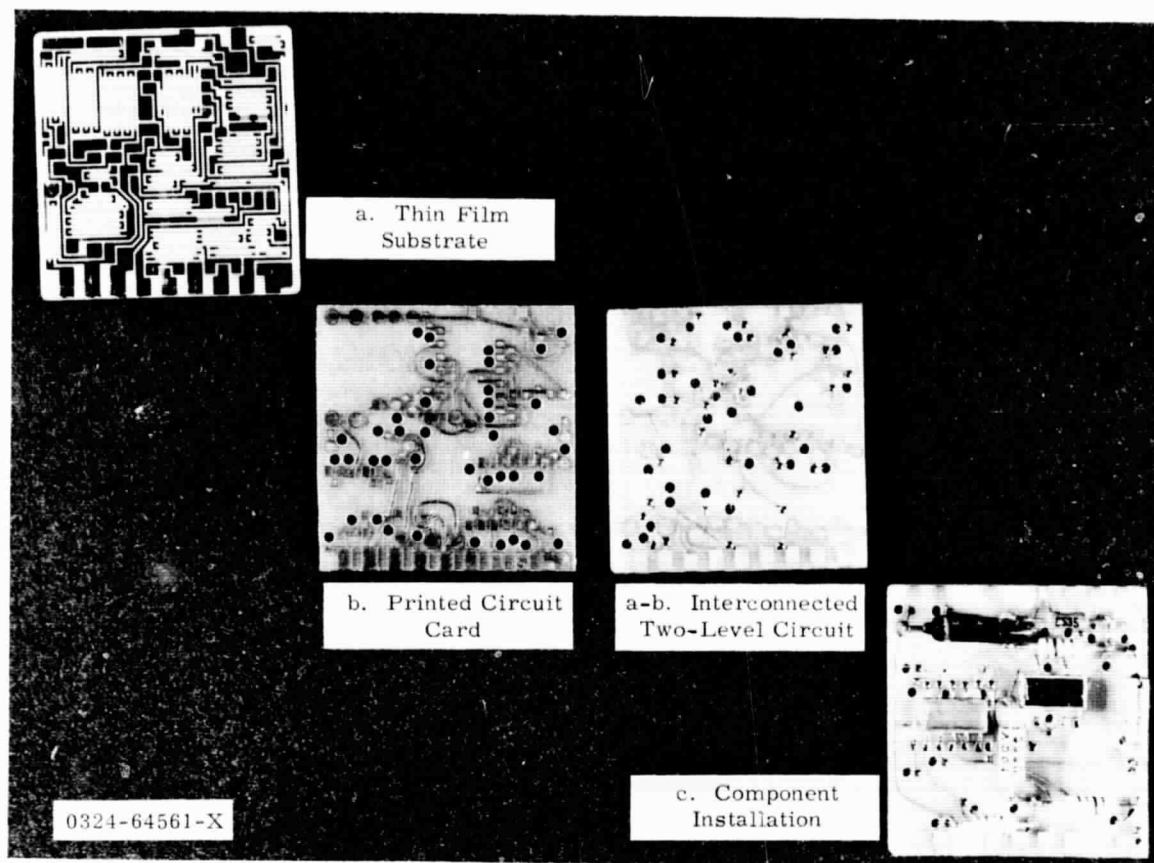 a. Thin Film
Substrate
b. Printed Circuit
Card
a-b. Interconnected
Two-Level Circuit
c. Component
Installation
0324-64561-X